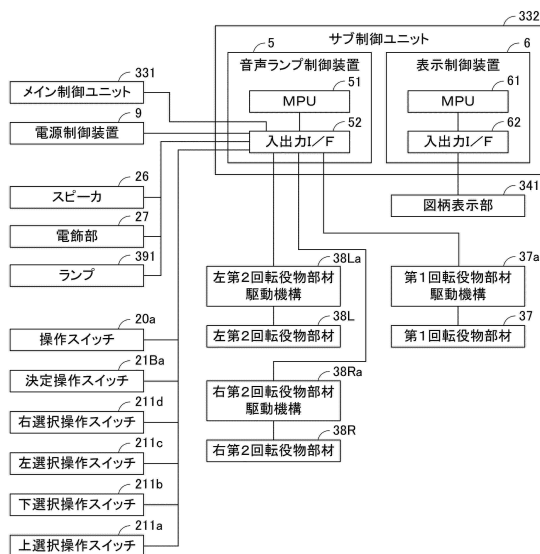 332
サブ制御ユニット
5
音声ランプ制御装置
51
MPU
52
入出力I/F
6
表示制御装置
61
MPU
62
入出力I/F
331
メイン制御ユニット
9
電源制御装置
26
スピーカ
27
電飾部
391
ランプ
341
図柄表示部
38La
左第2回転役物部材
駆動機構
38L
左第2回転役物部材
37a
第1回転役物部材
駆動機構
37
第1回転役物部材
38Ra
右第2回転役物部材
駆動機構
38R
右第2回転役物部材
20a
操作スイッチ
21Ba
決定操作スイッチ
211d
右選択操作スイッチ
211c
左選択操作スイッチ
211b
下選択操作スイッチ
211a
上選択操作スイッチ